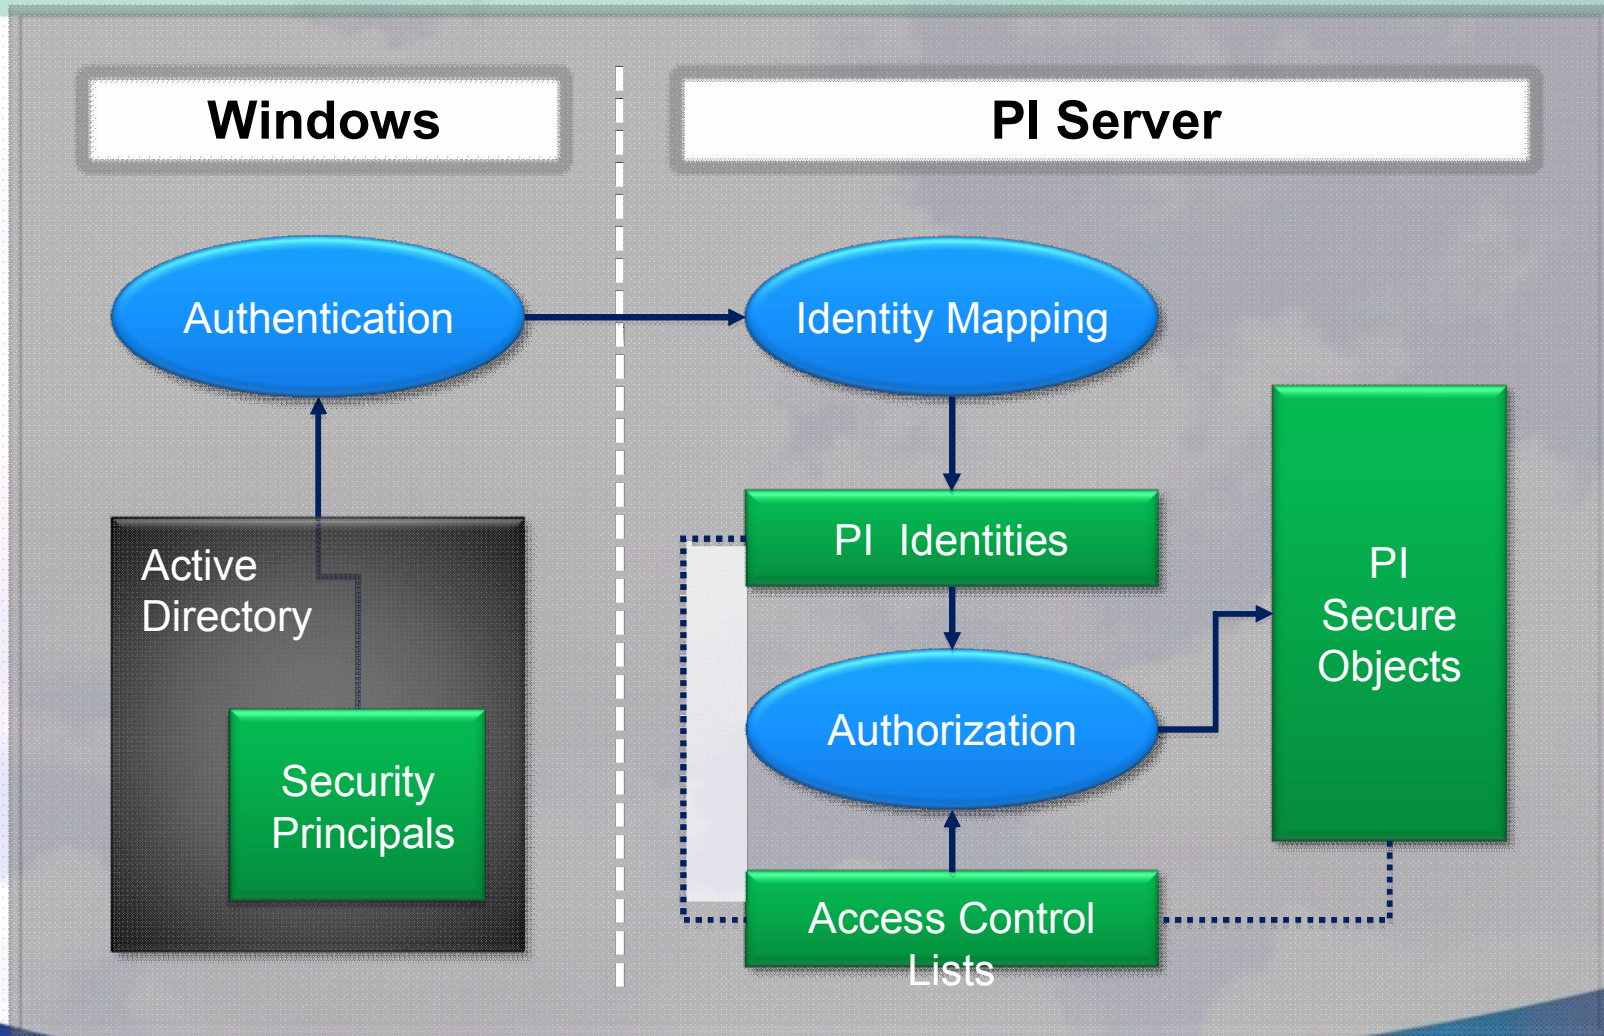 Windows
PI Server
Authentication
Identity Mapping
Active
Directory
Security
Principals
PI Identities
Authorization
Access Control
Lists
PI
Secure
Objects